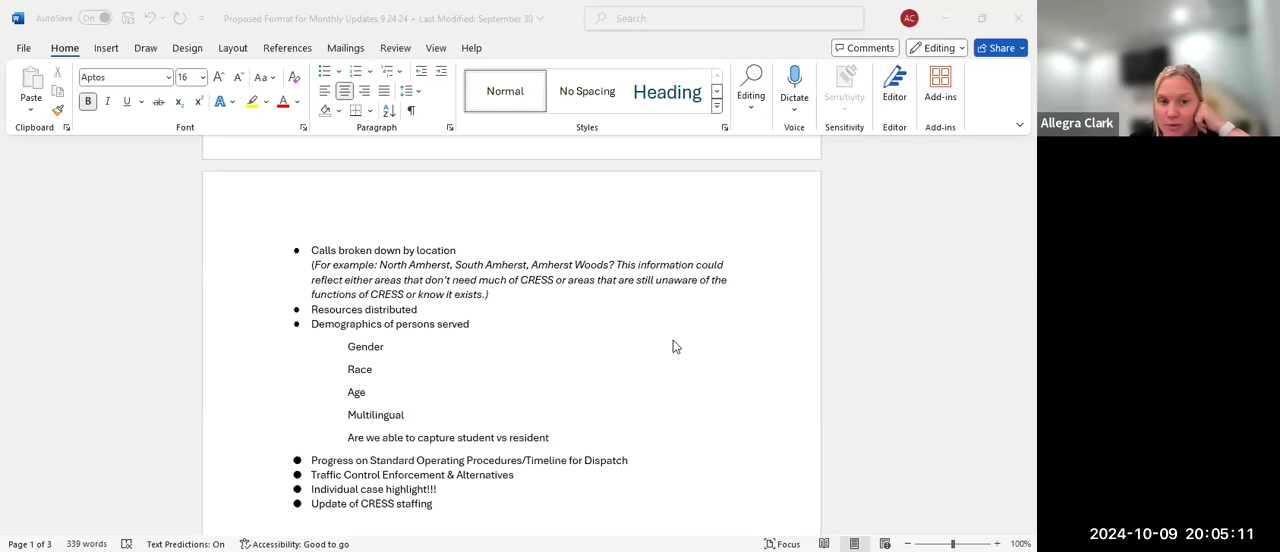 AutoSave On Proposed Format for Monthly Updates 9.24 24 • Last Modified: September 30 Search AC
File Home Insert Draw Design Layout References Mailings Review View Help Comments Editing Share
Aptos 16 Aa
Paste B I U ab x₂ x² A A Normal No Spacing Heading Editing Dictate Sensitivity Editor Add-ins
Clipboard Font Paragraph Styles Voice Sensitivity Editor Add-ins
Allegra Clark
● Calls broken down by location
(For example: North Amherst, South Amherst, Amherst Woods? This information could
reflect either areas that don’t need much of CRESS or areas that are still unaware of the
functions of CRESS or know it exists.)
● Resources distributed
● Demographics of persons served
Gender
Race
Age
Multilingual
Are we able to capture student vs resident
● Progress on Standard Operating Procedures/Timeline for Dispatch
● Traffic Control Enforcement & Alternatives
● Individual case highlight!!!
● Update of CRESS staffing
Page 1 of 3 339 words Text Predictions: On Accessibility: Good to go Focus 100%
2024-10-09 20:05:11